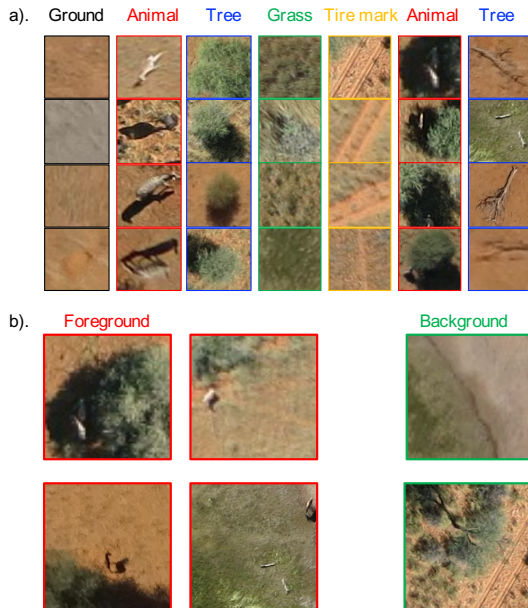 a). Ground Animal Tree Grass Tire mark Animal Tree
b). Foreground Background